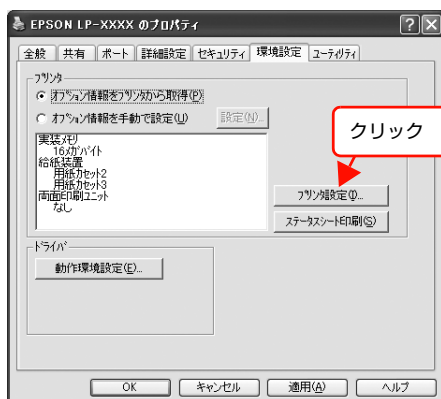 EPSON LP-XXXX のプロパティ
全般 共有 ポート 詳細設定 セキュリティ 環境設定 ユーティリティ
プリンタ
オプション情報をプリンタから取得(P)
オプション情報を手動で設定(U) 設定(N)...
クリック
実装メモリ
16メガバイト
給紙装置
用紙カセット2
用紙カセット3
両面印刷ユニット
なし
プリンタ設定(I)...
ステータスシート印刷(S)
ドライバ
動作環境設定(E)...
OK キャンセル 適用(A) ヘルプ